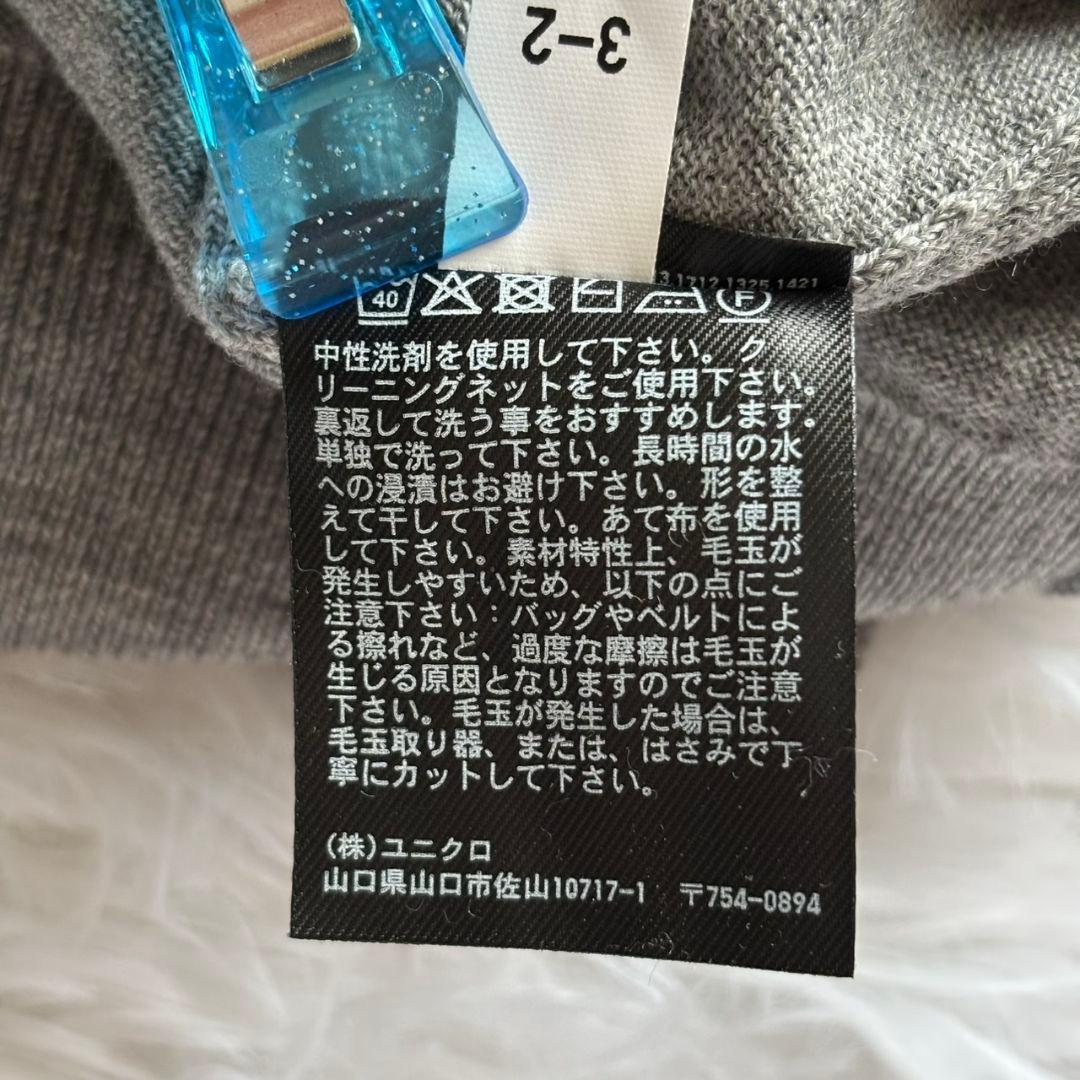 3-2
3.1712.1325.1421
40
F
中性洗剤を使用して下さい。ク
リーニングネットをご使用下さい。
裏返して洗う事をおすすめします。
単独で洗って下さい。長時間の水
への浸漬はお避け下さい。形を整
えて干して下さい。あて布を使用
して下さい。素材特性上、毛玉が
発生しやすいため、以下の点にご
注意下さい：バッグやベルトによ
る擦れなど、過度な摩擦は毛玉が
生じる原因となりますのでご注意
下さい。毛玉が発生した場合は、
毛玉取り器、または、はさみで丁
寧にカットして下さい。
(株)ユニクロ
山口県山口市佐山10717-1 〒754-0894